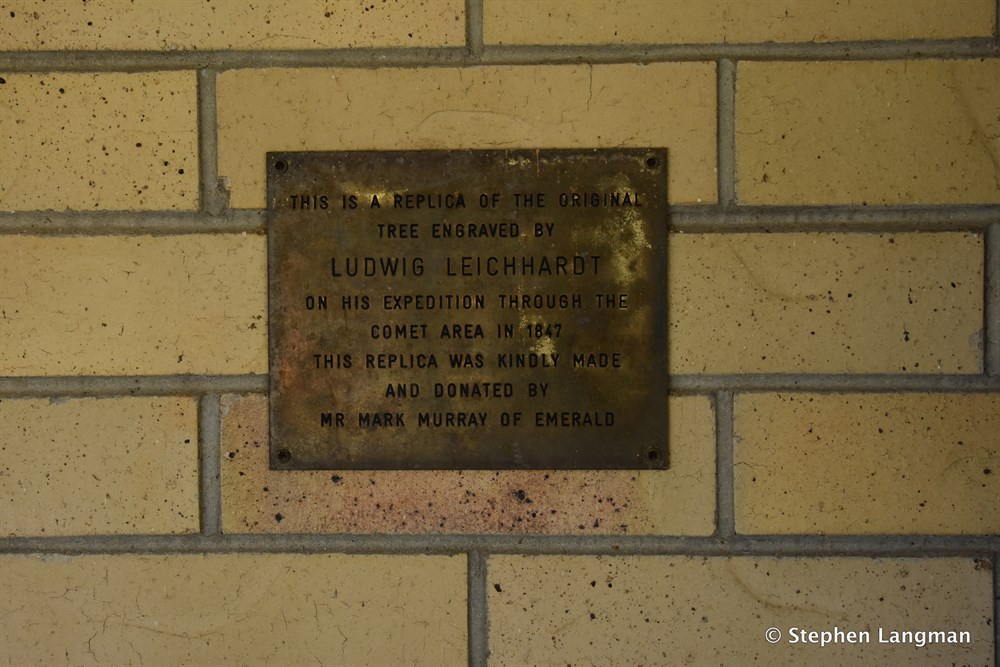 THIS IS A REPLICA OF THE ORIGINAL
TREE ENGRAVED BY
LUDWIG LEICHHARDT
ON HIS EXPEDITION THROUGH THE
COMET AREA IN 1847
THIS REPLICA WAS KINDLY MADE
AND DONATED BY
MR MARK MURRAY OF EMERALD
© Stephen Langman